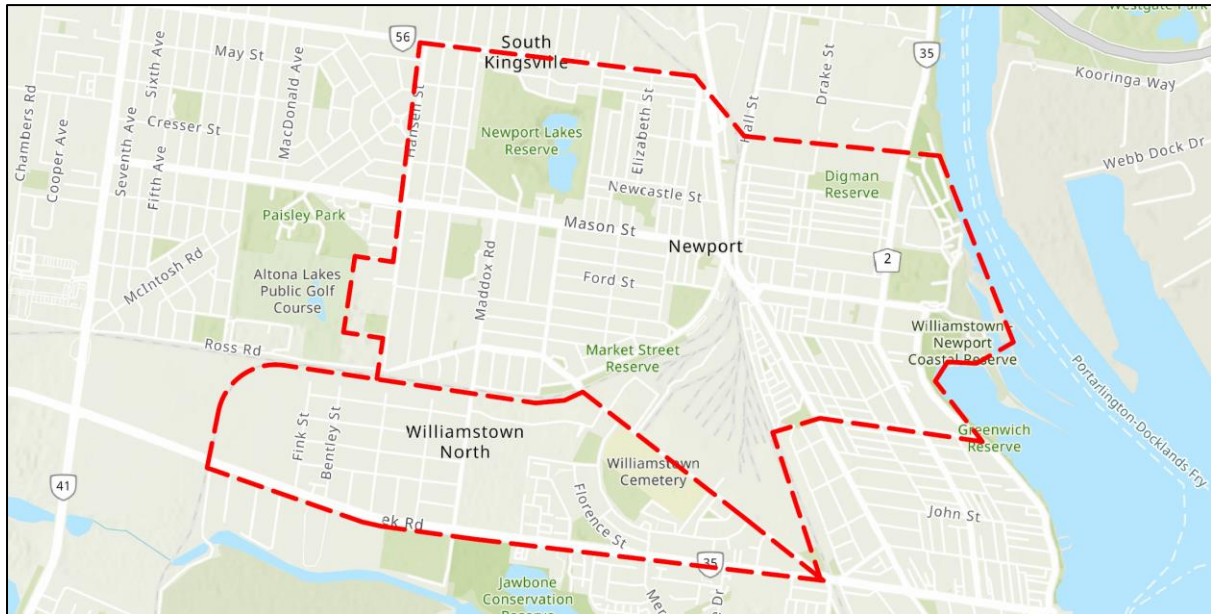 Westgate Park
56
South
Kingsville
35
May St
Sixth Ave
MacDonald Ave
Drake St
Kooringa Way
Chambers Rd
Cooper Ave
Seventh Ave
Fifth Ave
Cresser St
Hansen St
Newport Lakes
Reserve
Elizabeth St
Hall St
Webb Dock Dr
Newcastle St
Digman
Reserve
Paisley Park
Mason St
Newport
2
McIntosh Rd
Altona Lakes
Public Golf
Course
Maddox Rd
Ford St
Ross Rd
Market Street
Reserve
Williamstown -
Newport
Coastal Reserve
Portarlington-Docklands Fry
Fink St
Bentley St
Williamstown
North
Williamstown
Cemetery
Greenwich
Reserve
41
ek Rd
Florence St
John St
35
Jawbone
Conservation
Reserve
Mer
Dr